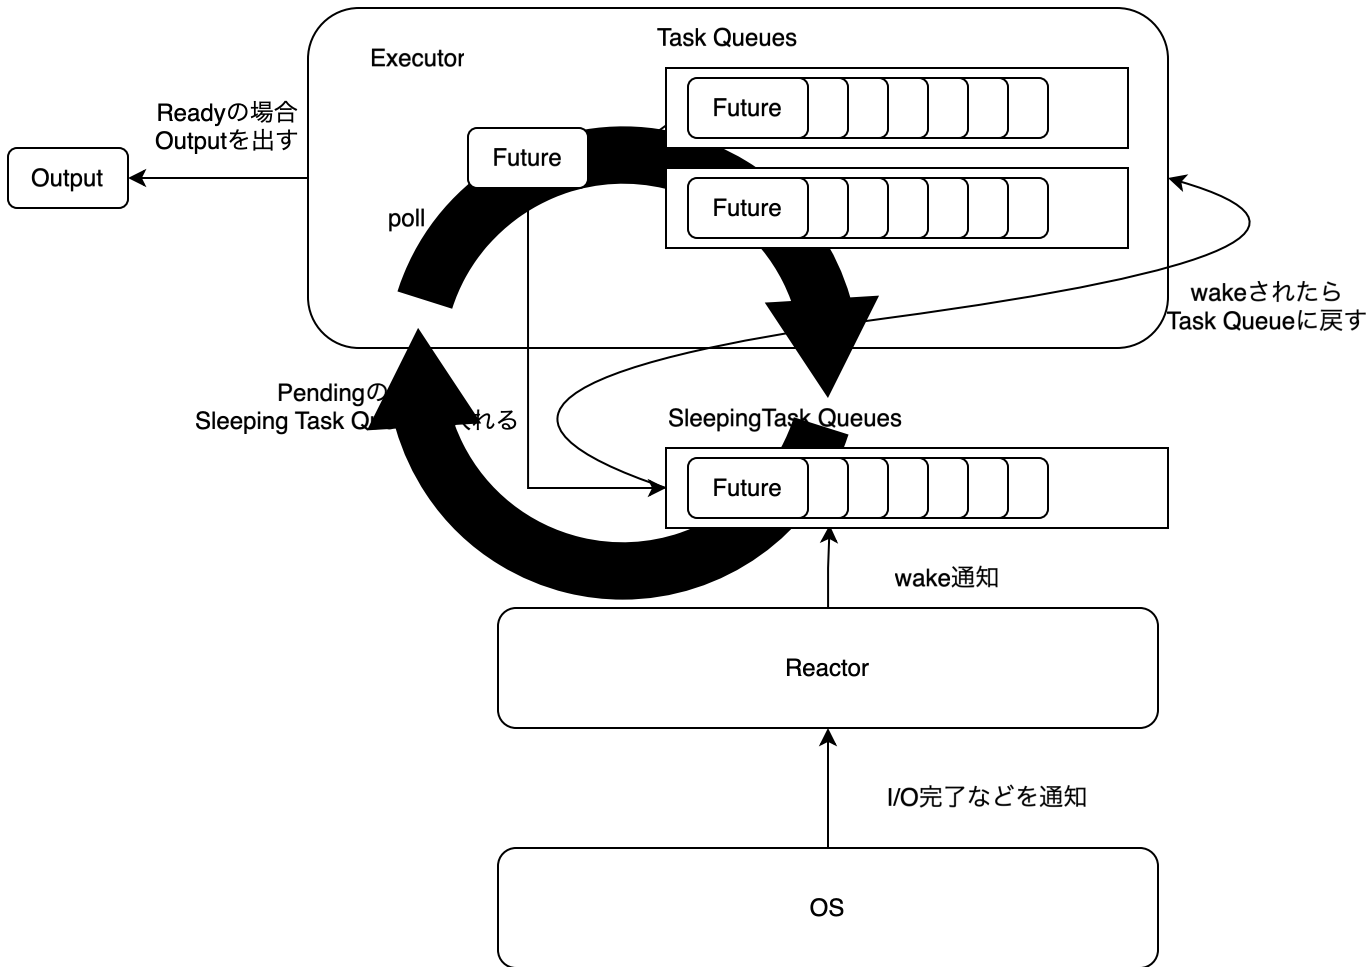 Task Queues
Executor
Future
Readyの場合
Outputを出す
Output
Future
poll
Future
wakeされたら
Task Queueに戻す
Pendingの
Sleeping Task Qu れる
SleepingTask Queues
Future
wake通知
Reactor
I/O完了などを通知
OS